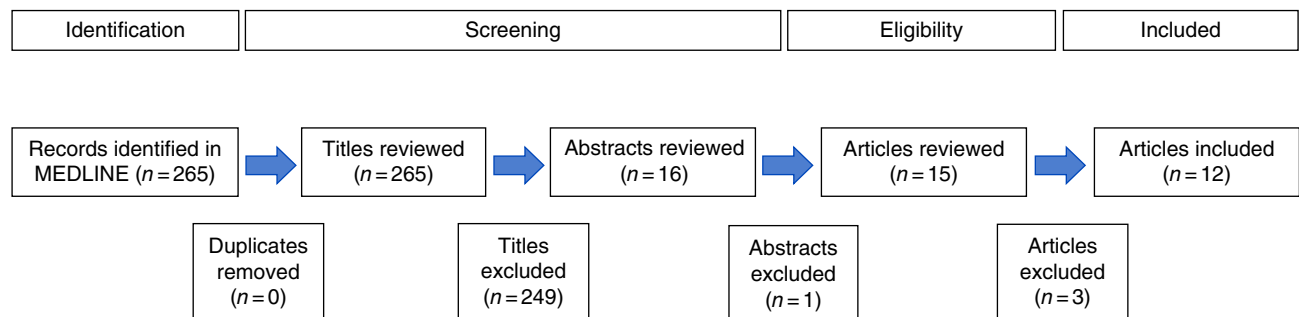 Identification
Screening
Eligibility
Included
Records identified in
MEDLINE (n=265)
Titles reviewed
(n=265)
Abstracts reviewed
(n=16)
Articles reviewed
(n=15)
Articles included
(n=12)
Duplicates
removed
(n=0)
Titles
excluded
(n=249)
Abstracts
excluded
(n=1)
Articles
excluded
(n=3)